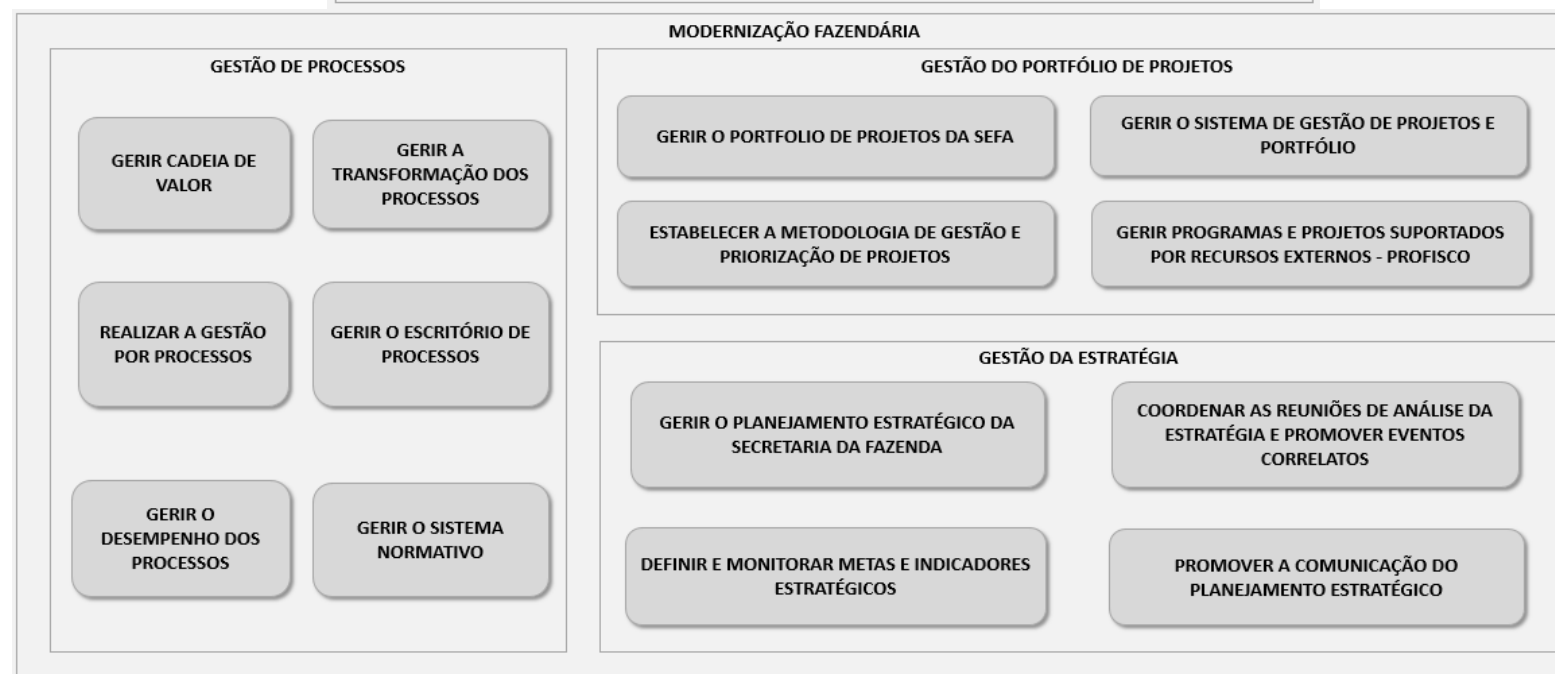 MODERNIZAÇÃO FAZENDÁRIA
GESTÃO DE PROCESSOS
GERIR CADEIA DE
VALOR
GERIR A
TRANSFORMAÇÃO DOS
PROCESSOS
REALIZAR A GESTÃO
POR PROCESSOS
GERIR O ESCRITÓRIO DE
PROCESSOS
GERIR O
DESEMPENHO DOS
PROCESSOS
GERIR O SISTEMA
NORMATIVO
GESTÃO DO PORTFÓLIO DE PROJETOS
GERIR O PORTFOLIO DE PROJETOS DA SEFA
GERIR O SISTEMA DE GESTÃO DE PROJETOS E
PORTFÓLIO
ESTABELECER A METODOLOGIA DE GESTÃO E
PRIORIZAÇÃO DE PROJETOS
GERIR PROGRAMAS E PROJETOS SUPORTADOS
POR RECURSOS EXTERNOS - PROFISCO
GESTÃO DA ESTRATÉGIA
GERIR O PLANEJAMENTO ESTRATÉGICO DA
SECRETARIA DA FAZENDA
COORDENAR AS REUNIÕES DE ANÁLISE DA
ESTRATÉGIA E PROMOVER EVENTOS
CORRELATOS
DEFINIR E MONITORAR METAS E INDICADORES
ESTRATÉGICOS
PROMOVER A COMUNICAÇÃO DO
PLANEJAMENTO ESTRATÉGICO